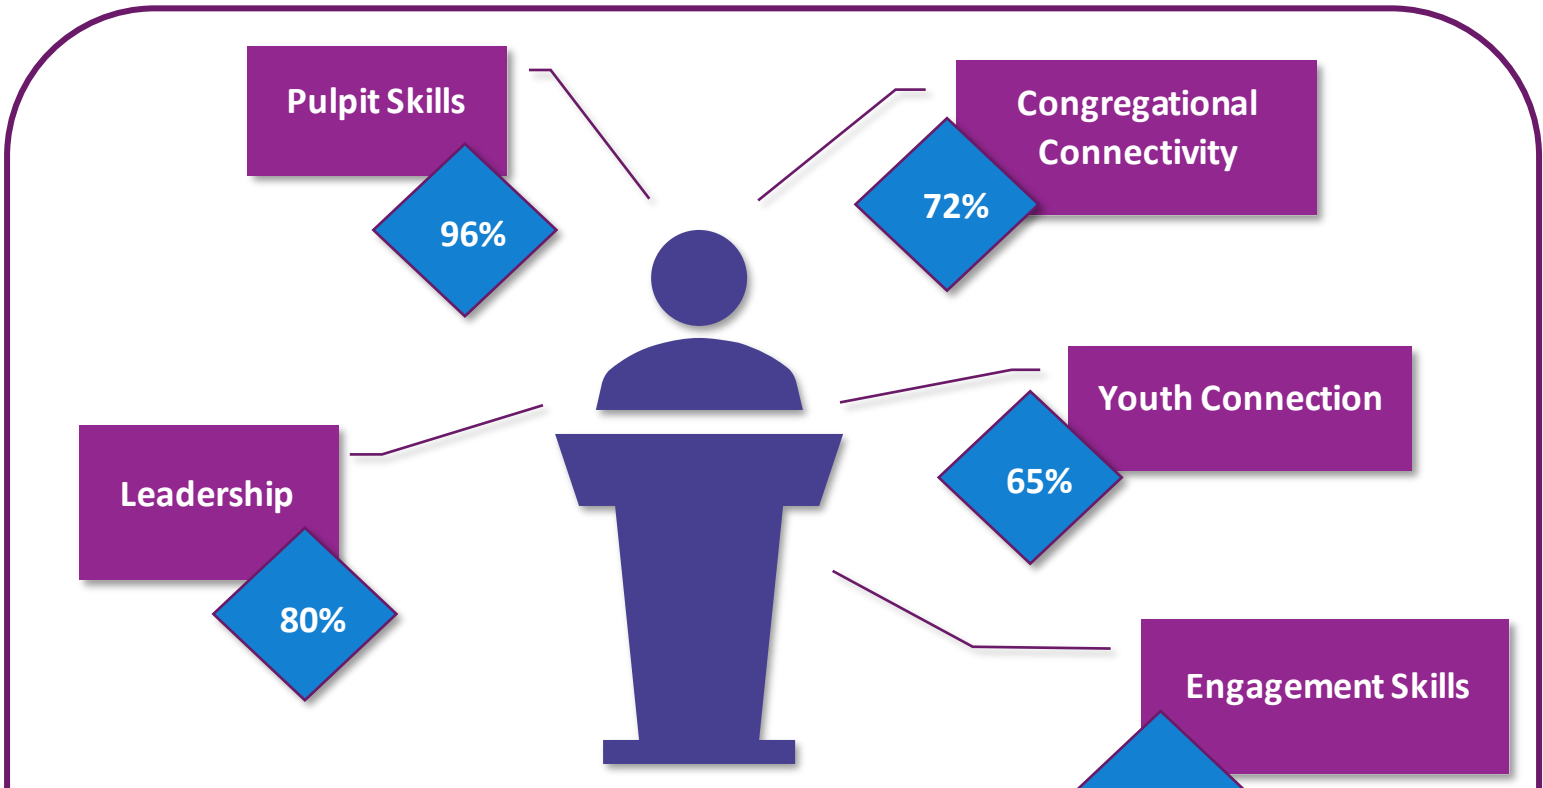 Pulpit Skills
96%
Congregational
Connectivity
72%
Youth Connection
65%
Leadership
80%
Engagement Skills